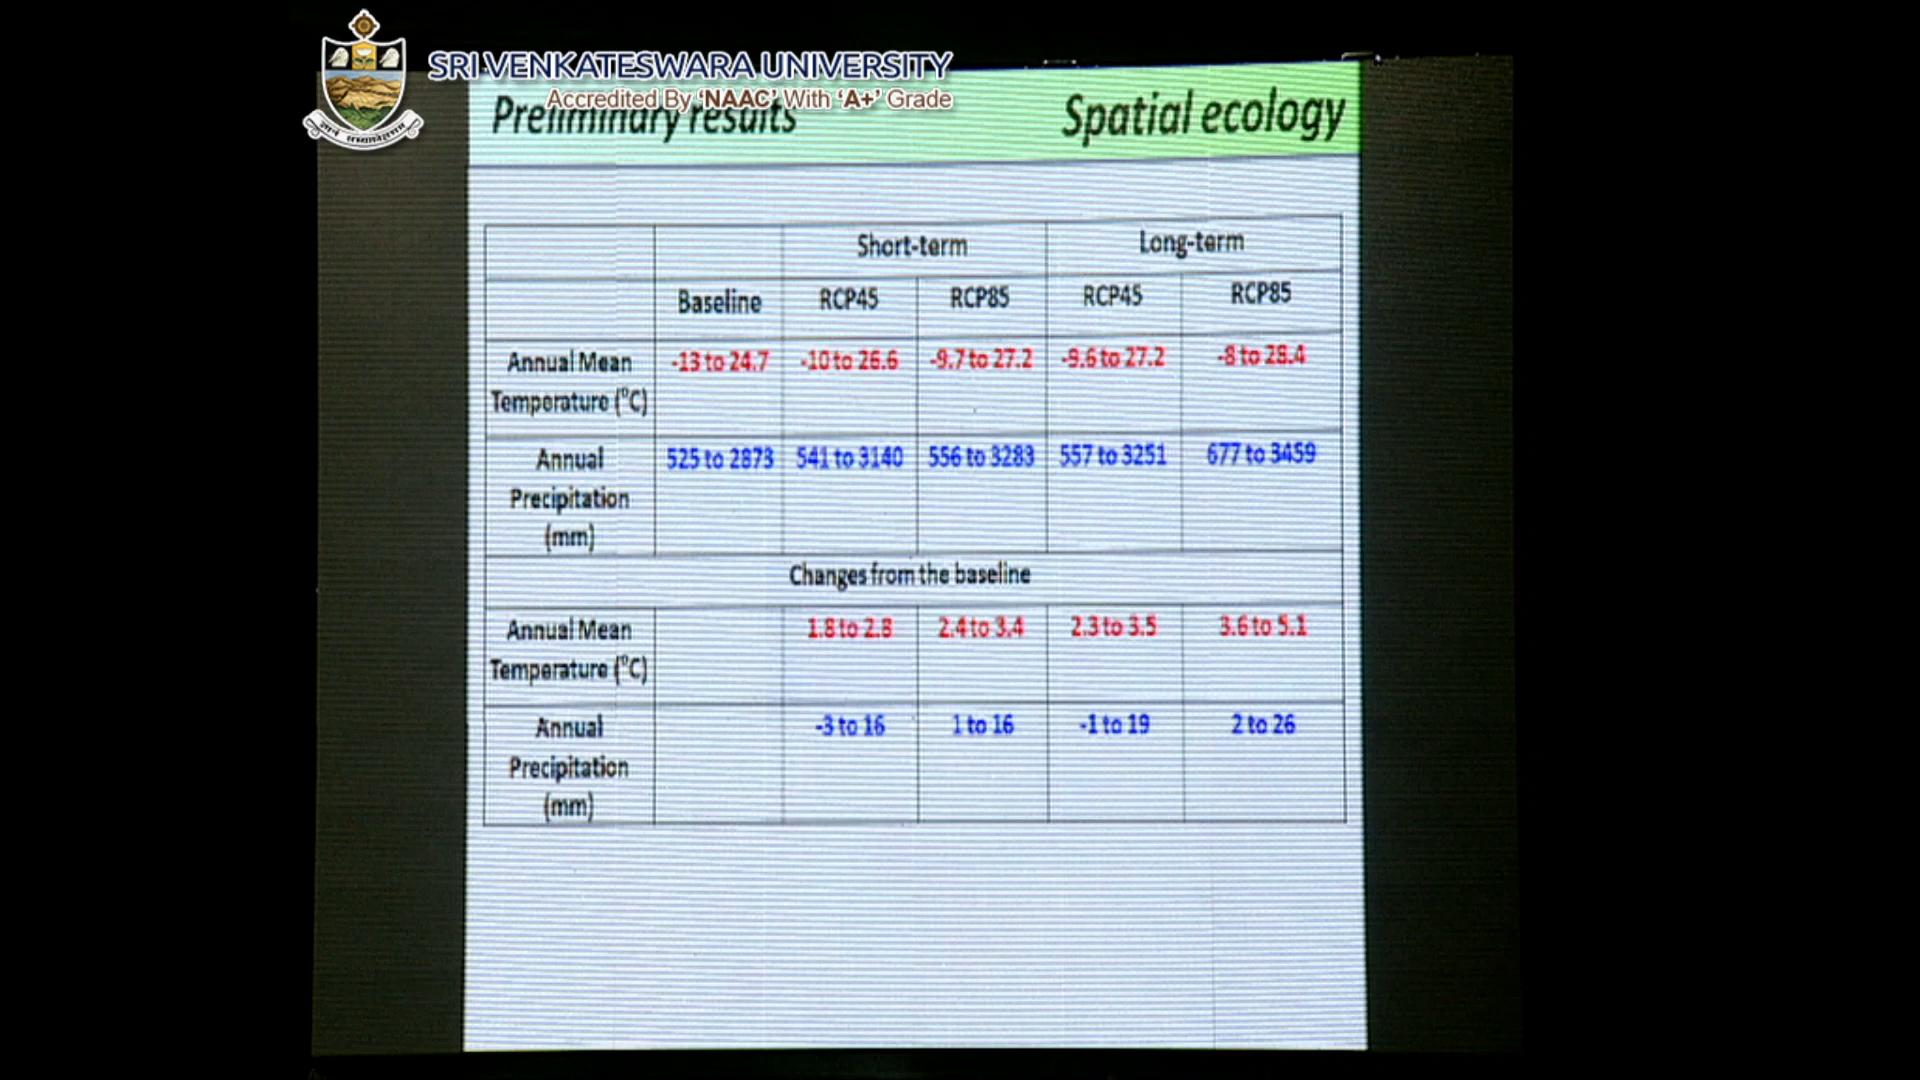 SRI VENKATESWARA UNIVERSITY
Accredited By ‘NAAC’ With ‘A+’ Grade
Preliminary results
Spatial ecology
Short-term
Long-term
Baseline
RCP45
RCP85
RCP45
RCP85
Annual Mean
Temperature (°C)
-13 to 24.7
-10 to 26.6
-9.7 to 27.2
-9.6 to 27.2
-8 to 28.4
Annual
Precipitation
(mm)
525 to 2873
541 to 3140
556 to 3283
557 to 3251
677 to 3459
Changes from the baseline
Annual Mean
Temperature (°C)
1.8 to 2.8
2.4 to 3.4
2.3 to 3.5
3.6 to 5.1
Annual
Precipitation
(mm)
-3 to 16
1 to 16
-1 to 19
2 to 26